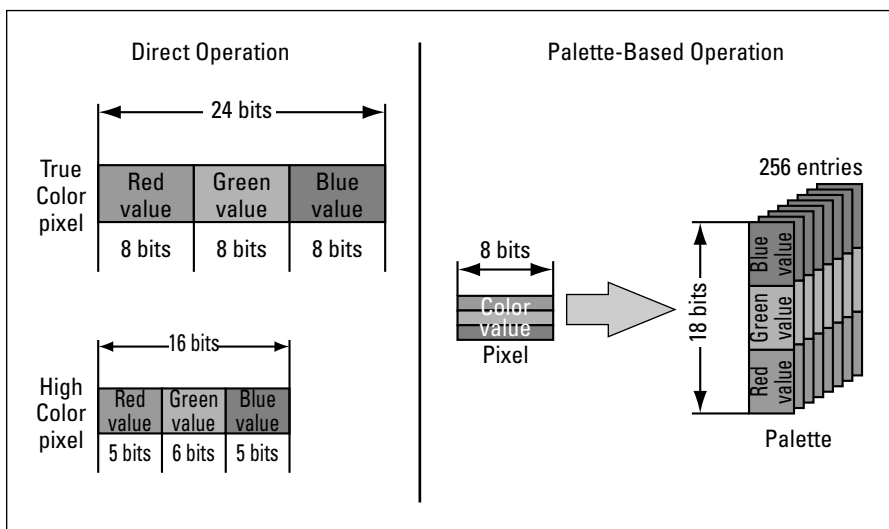 Direct Operation
24 bits
True
Color
pixel
Red
value
Green
value
Blue
value
8 bits
8 bits
8 bits
16 bits
High
Color
pixel
Red
value
Green
value
Blue
value
5 bits
6 bits
5 bits
Palette-Based Operation
8 bits
Color
value
Pixel
256 entries
18 bits
Blue
value
Green
value
Red
value
Palette